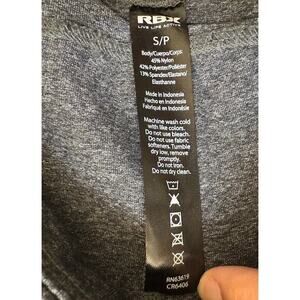 RBX
LIVE LIFE ACTIVE
S/P
Body/Cuerpo/Corps
45% Nylon
42% Polyester/Poliéster
13% Spandex/Elastano/
Elasthanne
Made in Indonesia
Hecho en Indonesia
Fabriqué en Indonesie
Machine wash cold
with like colors.
Do not use bleach.
Do not use fabric
softeners. Tumble
dry low, remove
promptly.
Do not iron.
Do not dry clean.
RN63619
CR6406